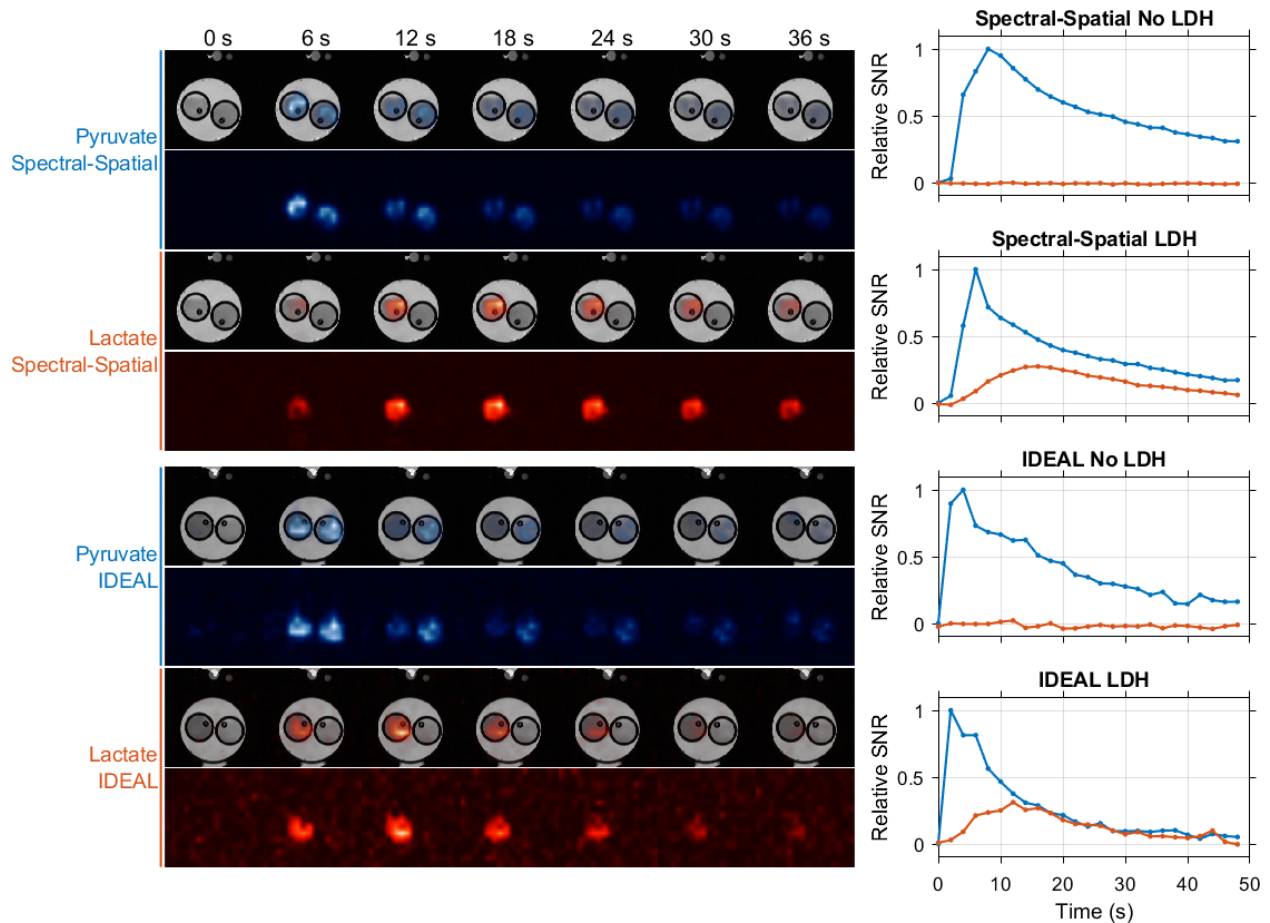 0 s 6 s 12 s 18 s 24 s 30 s 36 s
Pyruvate
Spectral-Spatial
Lactate
Spectral-Spatial
Pyruvate
IDEAL
Lactate
IDEAL
Spectral-Spatial No LDH
Relative SNR
1
0.5
0
Spectral-Spatial LDH
Relative SNR
1
0.5
0
IDEAL No LDH
Relative SNR
1
0.5
0
IDEAL LDH
Relative SNR
1
0.5
0
0 10 20 30 40 50
Time (s)